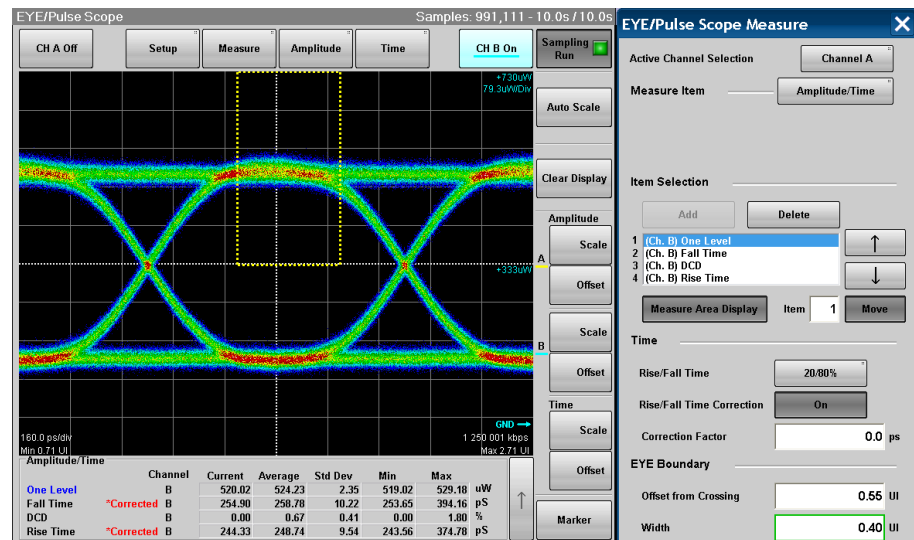 EYE/Pulse Scope
Samples: 991,111 - 10.0s / 10.0s
CH A Off
Setup
Measure
Amplitude
Time
CH B On
Sampling Run
+730uW
79.3uW/Div
+333uW
GND →
160.0 ps/div
1 250 001 kbps
Min 0.71 UI
Max 2.71 UI
Auto Scale
Clear Display
Amplitude
Scale
A
Offset
Scale
B
Offset
Time
Scale
Offset
Marker
Amplitude/Time
Channel Current Average Std Dev Min Max
One Level B 520.02 524.23 2.35 519.02 529.18 uW
Fall Time *Corrected B 254.90 258.78 10.22 253.65 394.16 pS
DCD B 0.00 0.67 0.41 0.00 1.80 %
Rise Time *Corrected B 244.33 248.74 9.54 243.56 374.78 pS
↑
EYE/Pulse Scope Measure X
Active Channel Selection Channel A
Measure Item Amplitude/Time
Item Selection
Add Delete
1 (Ch. B) One Level
2 (Ch. B) Fall Time
3 (Ch. B) DCD
4 (Ch. B) Rise Time
↑
↓
Measure Area Display Item 1 Move
Time
Rise/Fall Time 20/80%
Rise/Fall Time Correction On
Correction Factor 0.0 ps
EYE Boundary
Offset from Crossing 0.55 UI
Width 0.40 UI